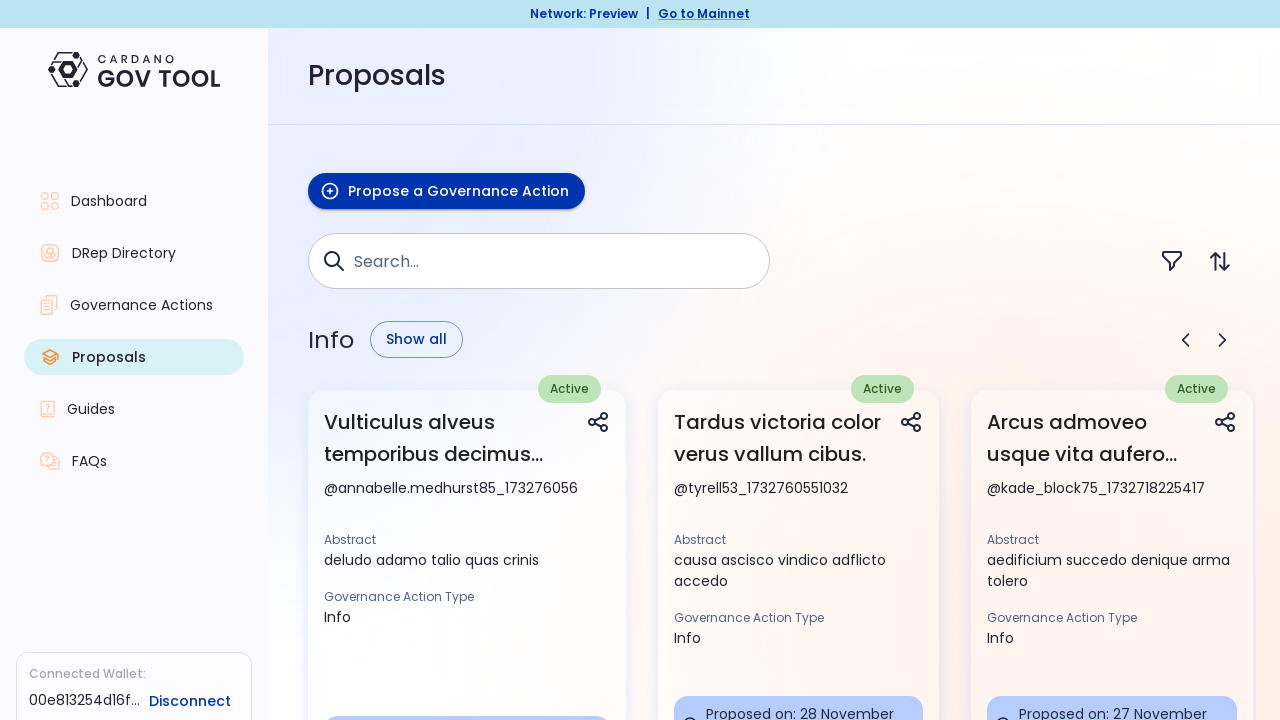 Network: Preview | Go to Mainnet
CARDANO
GOV TOOL
Dashboard
DRep Directory
Governance Actions
Proposals
Guides
FAQs
Connected Wallet:
00e813254d16f... Disconnect
Proposals
Propose a Governance Action
Search...
Info Show all
Active
Vulticulus alveus
temporibus decimus...
@annabelle.medhurst85_173276056
Abstract
deludo adamo talio quas crinis
Governance Action Type
Info
Active
Tardus victoria color
verus vallum cibus.
@tyrell53_1732760551032
Abstract
causa ascisco vindico adflicto
accedo
Governance Action Type
Info
Proposed on: 28 November
Active
Arcus admoveo
usque vita aufero...
@kade_block75_1732718225417
Abstract
aedificium succedo denique arma
tolero
Governance Action Type
Info
Proposed on: 27 November